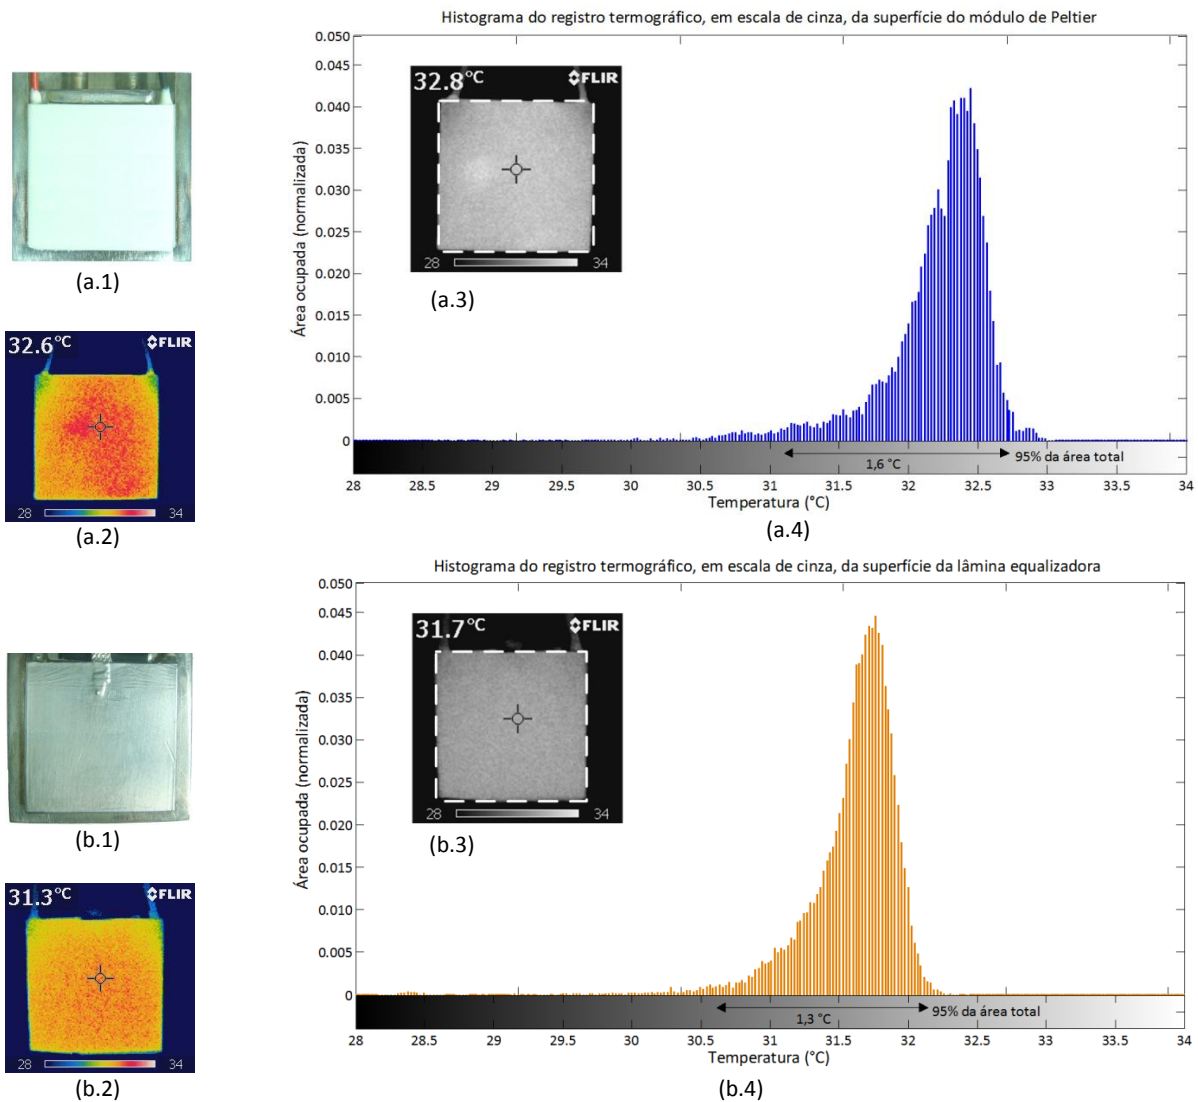 Histograma do registro termográfico, em escala de cinza, da superfície do módulo de Peltier
(a.1)
32.6°C FLIR
28 34
(a.2)
Área ocupada (normalizada)
0.050
0.045
0.040
0.035
0.030
0.025
0.020
0.015
0.010
0.005
0
32.8°C FLIR
28 34
(a.3)
1,6 °C
95% da área total
28 28.5 29 29.5 30 30.5 31 31.5 32 32.5 33 33.5 34
Temperatura (°C)
(a.4)
Histograma do registro termográfico, em escala de cinza, da superfície da lâmina equalizadora
(b.1)
31.3°C FLIR
28 34
(b.2)
Área ocupada (normalizada)
0.050
0.045
0.040
0.035
0.030
0.025
0.020
0.015
0.010
0.005
0
31.7°C FLIR
28 34
(b.3)
1,3 °C
95% da área total
28 28.5 29 29.5 30 30.5 31 31.5 32 32.5 33 33.5 34
Temperatura (°C)
(b.4)